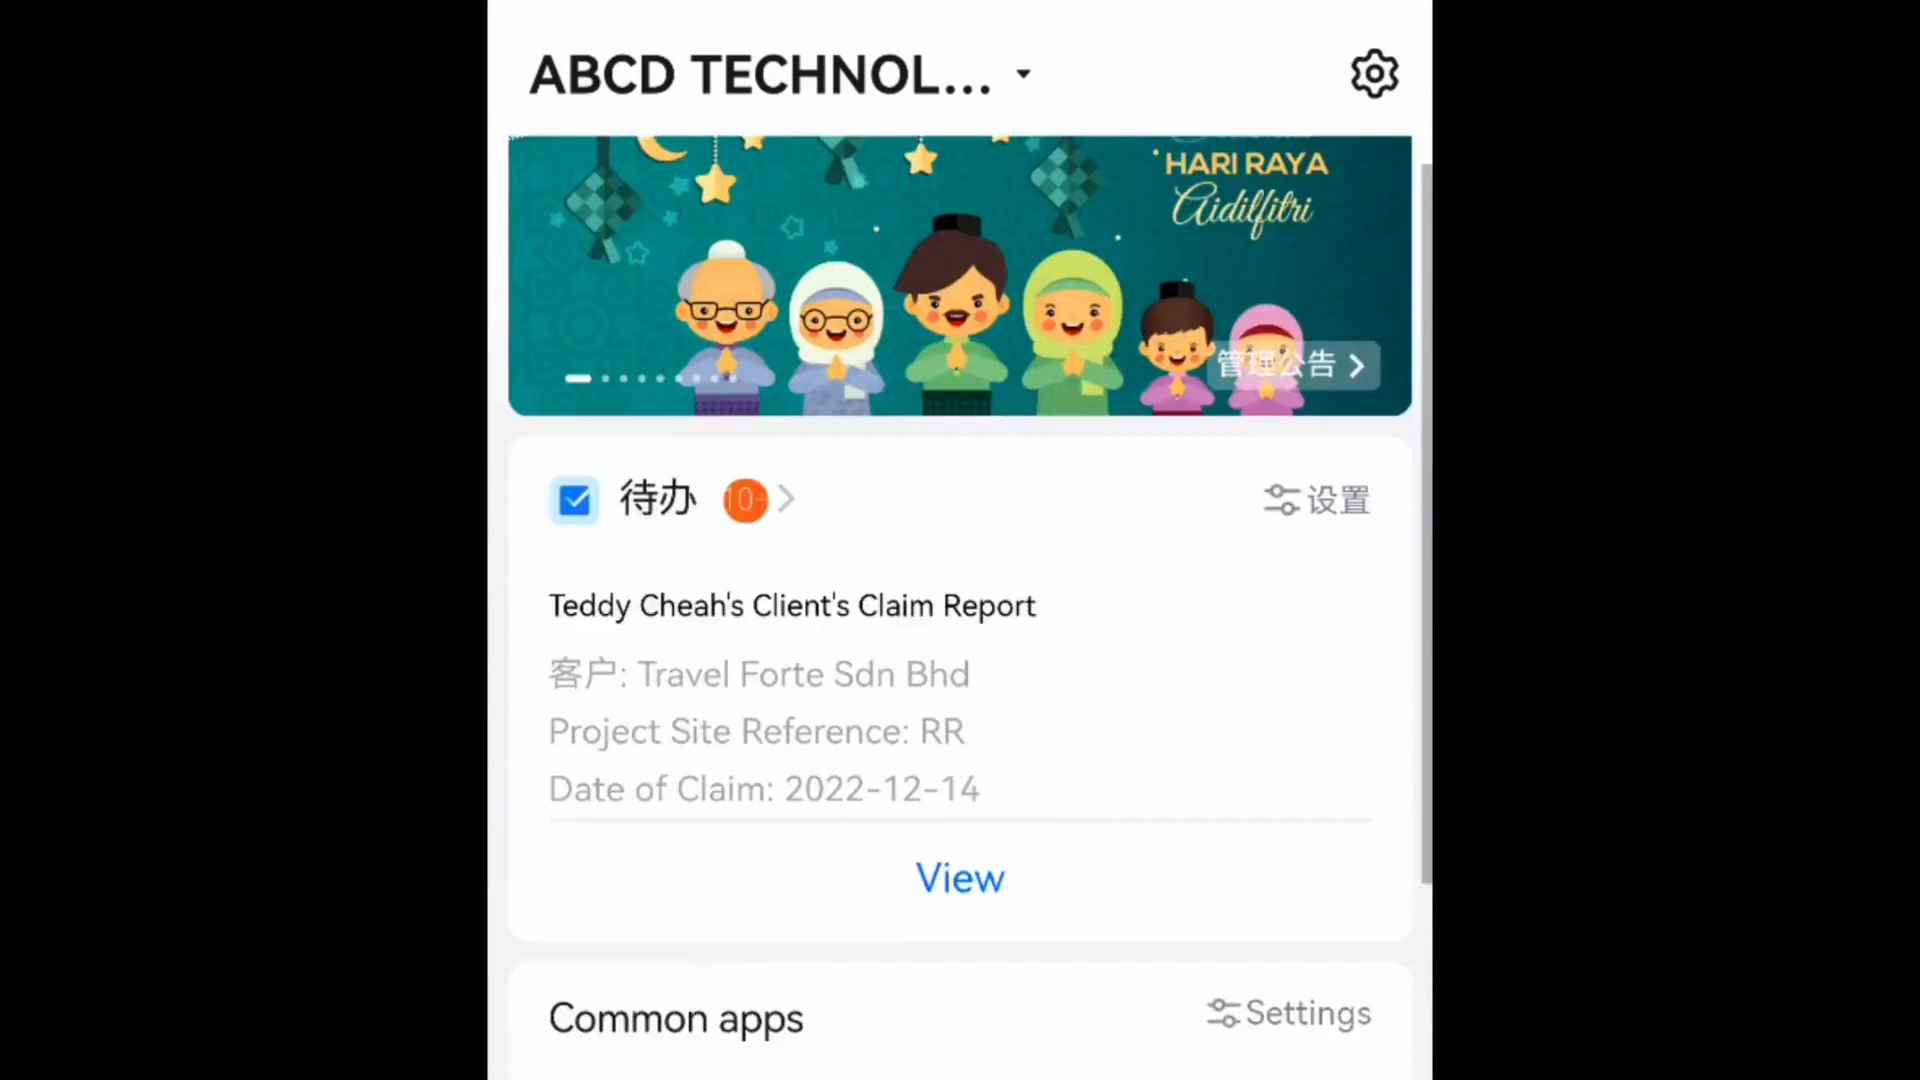 ABCD TECHNOL...
HARI RAYA
Aidilfitri
管理公告
待办 10+
设置
Teddy Cheah's Client's Claim Report
客户: Travel Forte Sdn Bhd
Project Site Reference: RR
Date of Claim: 2022-12-14
View
Common apps
Settings